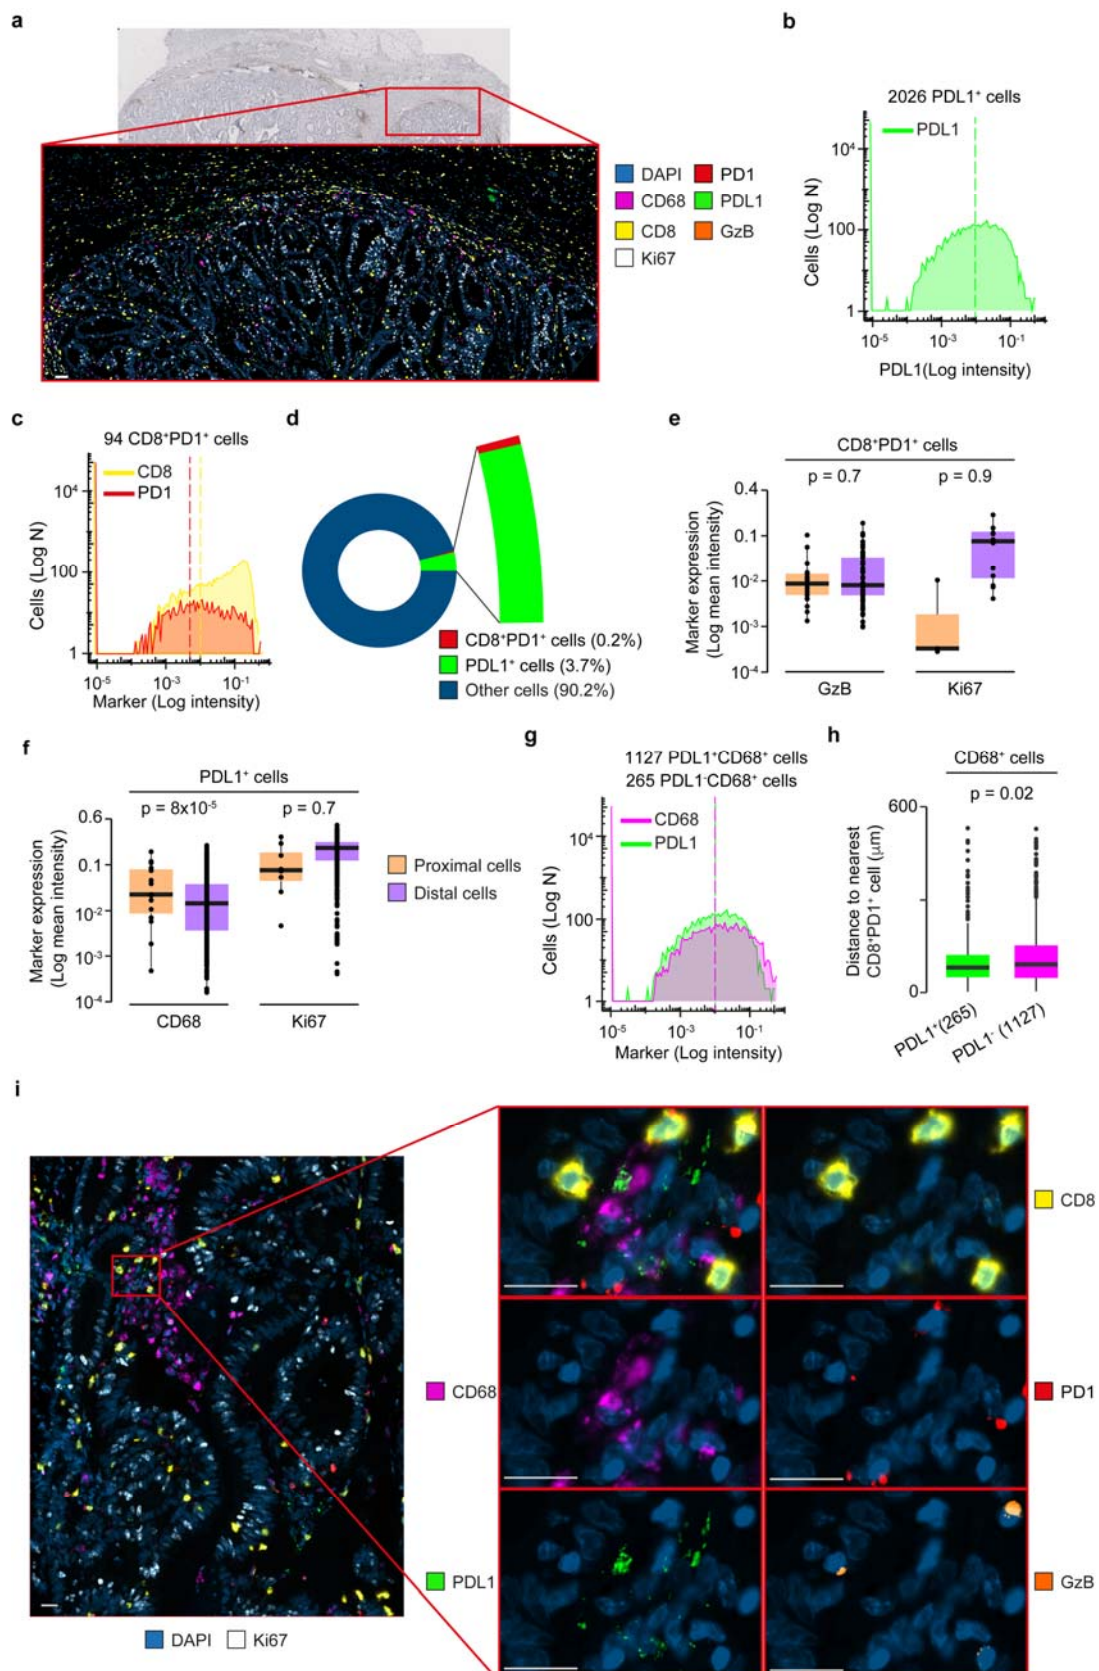 a
DAPI
PD1
CD68
PDL1
CD8
GzB
Ki67
b
2026 PDL1⁺ cells
PDL1
Cells (Log N)
10⁴
100
1
10⁻⁵
10⁻³
10⁻¹
PDL1(Log intensity)
c
94 CD8⁺PD1⁺ cells
CD8
PD1
Cells (Log N)
10⁴
100
1
10⁻⁵
10⁻³
10⁻¹
Marker (Log intensity)
d
CD8⁺PD1⁺ cells (0.2%)
PDL1⁺ cells (3.7%)
Other cells (90.2%)
e
CD8⁺PD1⁺ cells
p = 0.7
p = 0.9
Marker expression
(Log mean intensity)
0.4
0.1
10⁻²
10⁻³
10⁻⁴
GzB
Ki67
f
PDL1⁺ cells
p = 8x10⁻⁵
p = 0.7
Marker expression
(Log mean intensity)
0.6
0.1
10⁻²
10⁻³
10⁻⁴
CD68
Ki67
Proximal cells
Distal cells
g
1127 PDL1⁺CD68⁺ cells
265 PDL1⁻CD68⁺ cells
CD68
PDL1
Cells (Log N)
10⁴
100
1
10⁻⁵
10⁻³
10⁻¹
Marker (Log intensity)
h
CD68⁺ cells
p = 0.02
Distance to nearest
CD8⁺PD1⁺ cell (μm)
600
0
PDL1⁺(265)
PDL1⁻ (1127)
i
CD8
CD68
PD1
PDL1
GzB
DAPI
Ki67